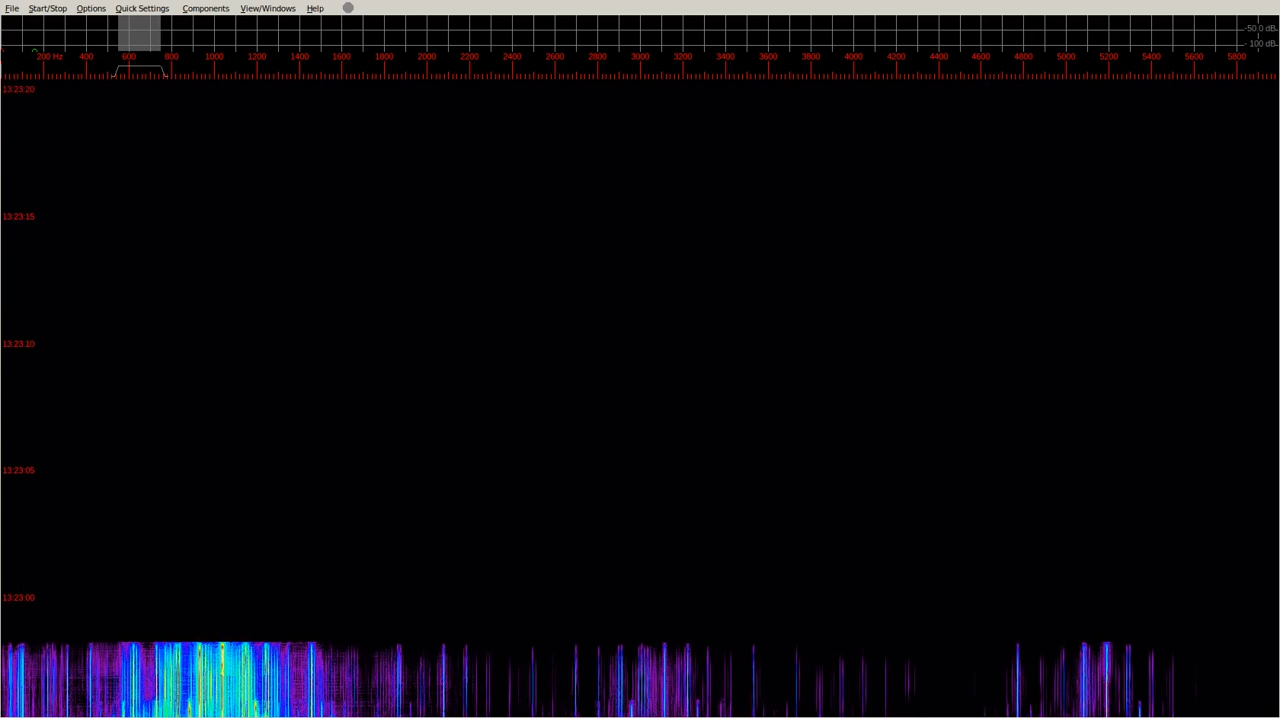 File Start/Stop Options Quick Settings Components View/Windows Help
-50.0 dB
- 100 dB
200 Hz 400 600 800 1000 1200 1400 1600 1800 2000 2200 2400 2600 2800 3000 3200 3400 3600 3800 4000 4200 4400 4600 4800 5000 5200 5400 5600 5800
13:23:20
13:23:15
13:23:10
13:23:05
13:23:00